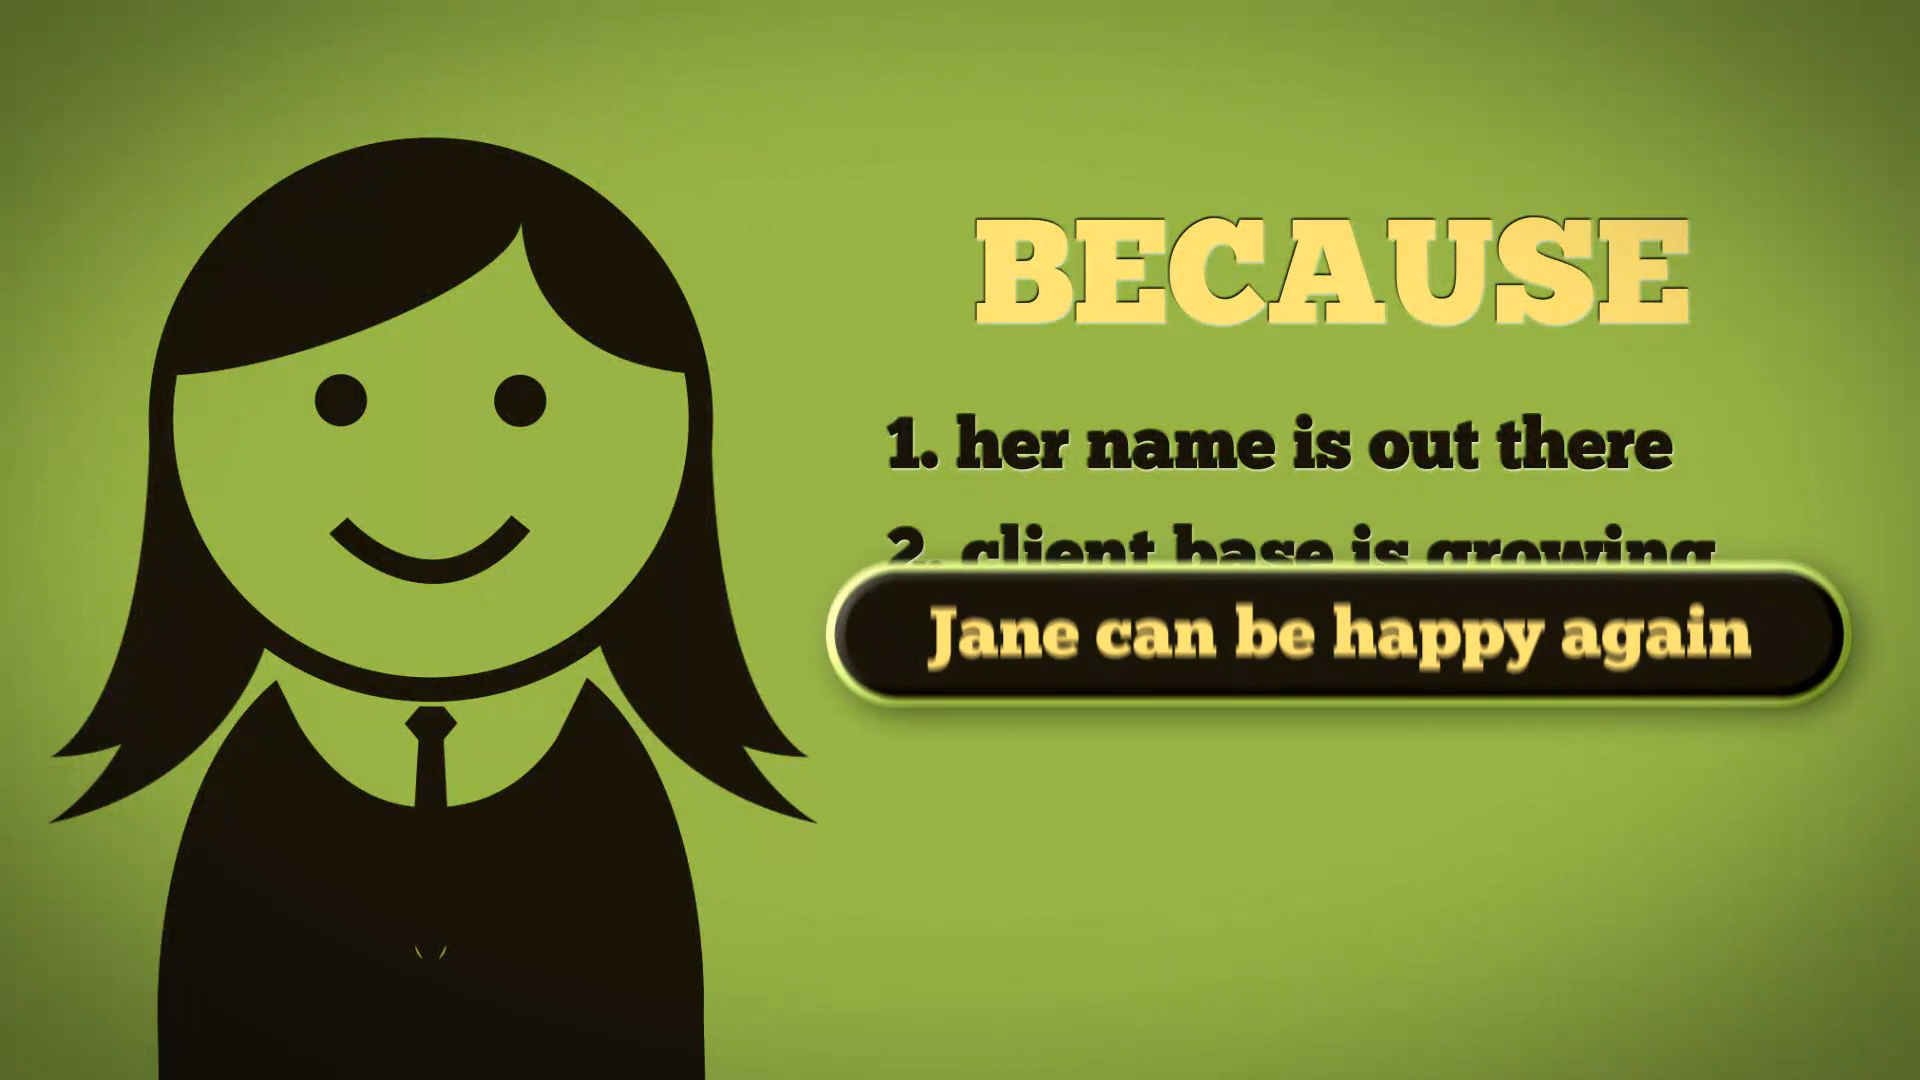 BECAUSE
1. her name is out there
2. client base is growing
Jane can be happy again